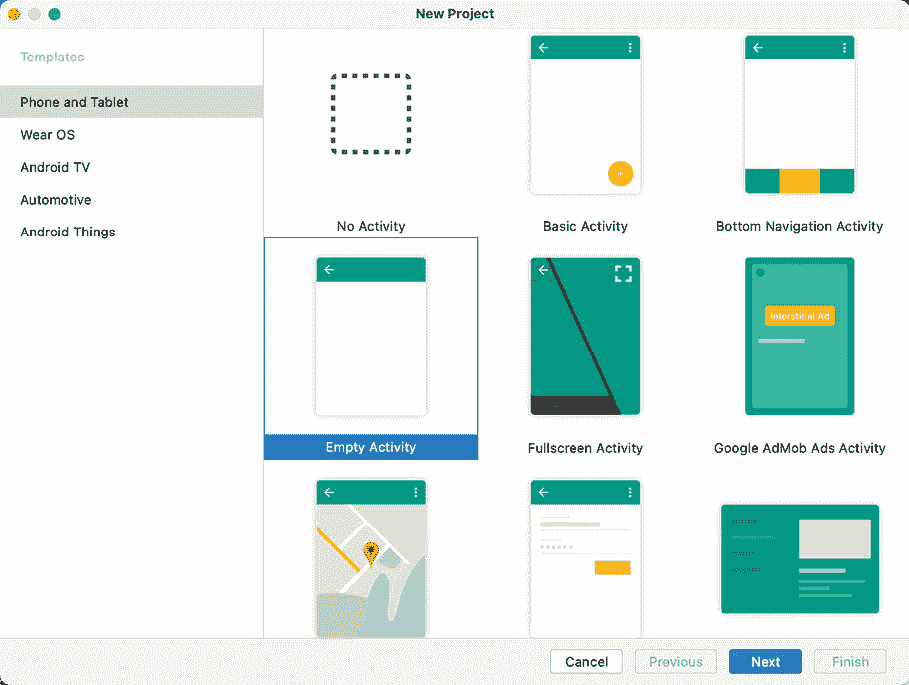 New Project
Templates
Phone and Tablet
Wear OS
Android TV
Automotive
Android Things
No Activity
Basic Activity
Bottom Navigation Activity
Empty Activity
Fullscreen Activity
Interstitial Ad
Google AdMob Ads Activity
Cancel
Previous
Next
Finish